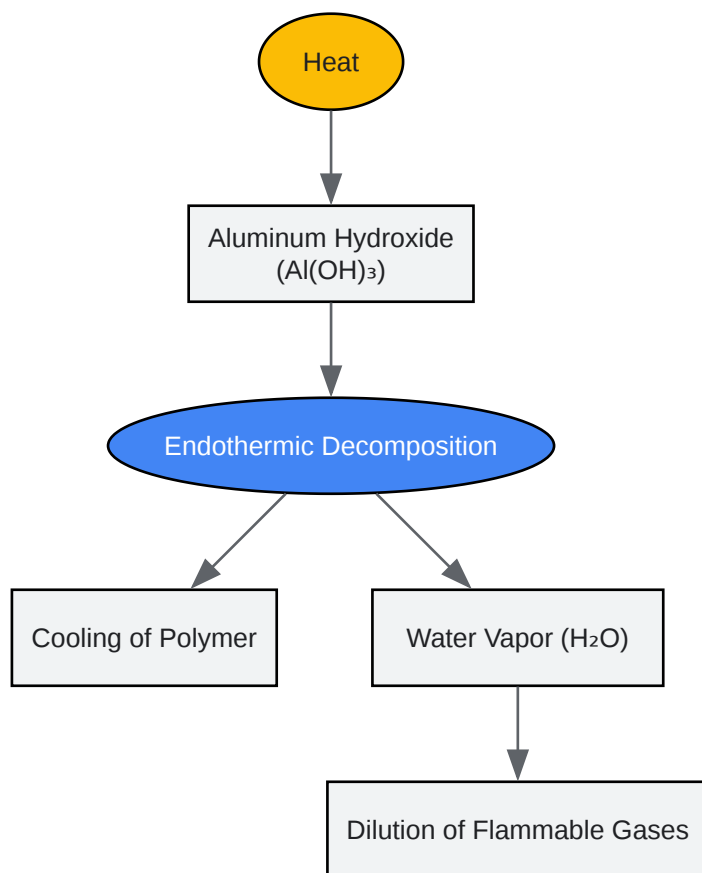 Heat
Aluminum Hydroxide
(Al(OH)₃)
Endothermic Decomposition
Cooling of Polymer
Water Vapor (H₂O)
Dilution of Flammable Gases